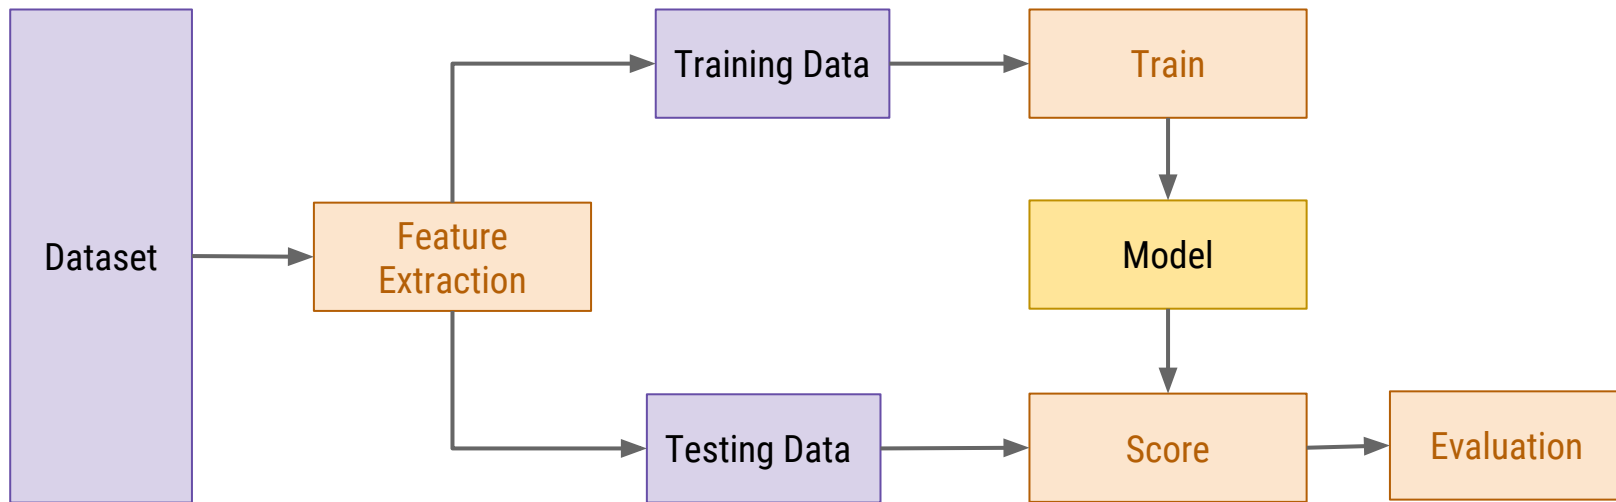 Dataset
Feature
Extraction
Training Data
Train
Model
Testing Data
Score
Evaluation